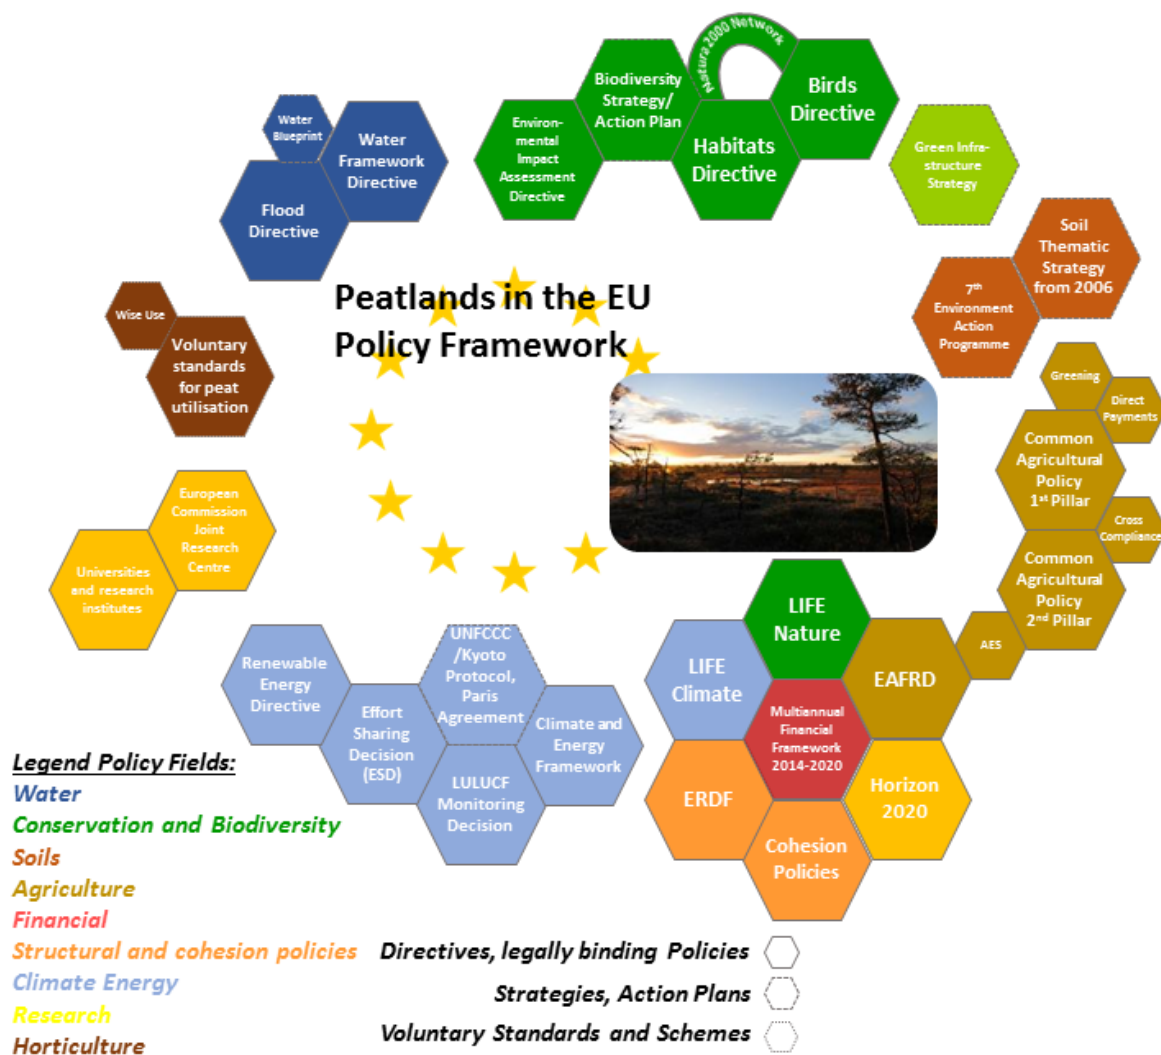 Natura 2000 Network
Biodiversity
Strategy/
Action Plan
Birds
Directive
Environ-
mental
Impact
Assessment
Directive
Habitats
Directive
Water
Blueprint
Water
Framework
Directive
Flood
Directive
Green Infra-
structure
Strategy
Soil
Thematic
Strategy
from 2006
7th
Environment
Action
Programme
Peatlands in the EU
Policy Framework
Wise Use
Voluntary
standards
for peat
utilisation
Greening
Direct
Payments
Common
Agricultural
Policy
1st Pillar
Cross
Compliance
Common
Agricultural
Policy
2nd Pillar
AES
European
Commission
Joint
Research
Centre
Universities
and research
institutes
Renewable
Energy
Directive
Effort
Sharing
Decision
(ESD)
UNFCCC
/Kyoto
Protocol,
Paris
Agreement
LULUCF
Monitoring
Decision
Climate and
Energy
Framework
LIFE
Nature
LIFE
Climate
EAFRD
Multiannual
Financial
Framework
2014-2020
ERDF
Horizon
2020
Cohesion
Policies
Legend Policy Fields:
Water
Conservation and Biodiversity
Soils
Agriculture
Financial
Structural and cohesion policies
Climate Energy
Research
Horticulture
Directives, legally binding Policies
Strategies, Action Plans
Voluntary Standards and Schemes